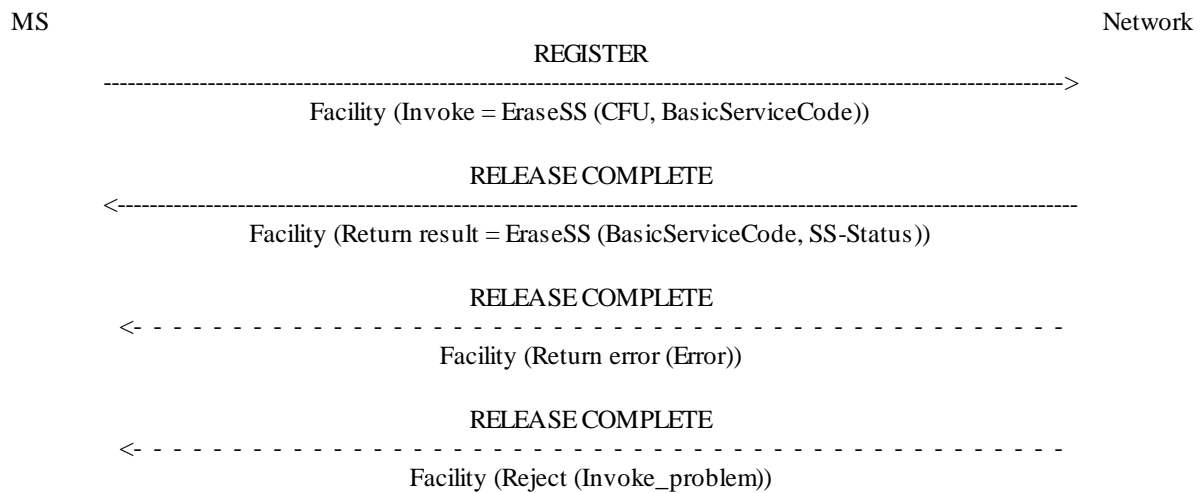 MS Network
REGISTER
------------------------------------------------------------------------------------------------------------------------>
Facility (Invoke = EraseSS (CFU, BasicServiceCode))
RELEASE COMPLETE
<------------------------------------------------------------------------------------------------------------------------
Facility (Return result = EraseSS (BasicServiceCode, SS-Status))
RELEASE COMPLETE
<- - - - - - - - - - - - - - - - - - - - - - - - - - - - - - - - - - - - - - - - - - - - - - -
Facility (Return error (Error))
RELEASE COMPLETE
<- - - - - - - - - - - - - - - - - - - - - - - - - - - - - - - - - - - - - - - - - - - - - - -
Facility (Reject (Invoke_problem))